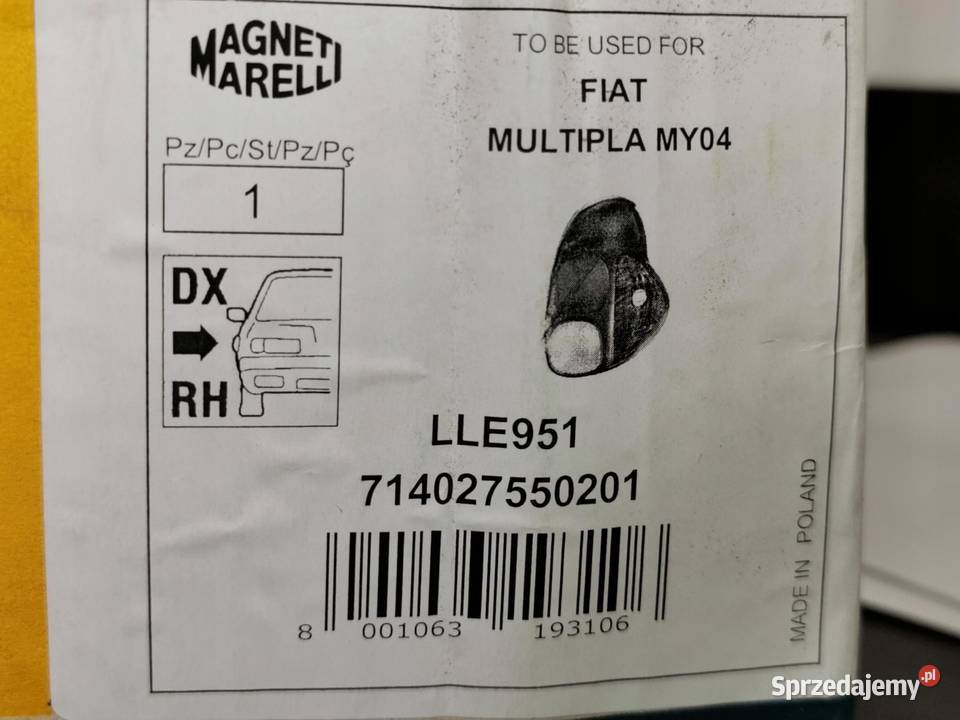 MAGNETI
MARELLI
TO BE USED FOR
FIAT
MULTIPLA MY04
Pz/Pc/St/Pz/Pç
1
DX
RH
LLE951
714027550201
8 001063 193106
MADE IN POLAND
Sprzedajemy.pl